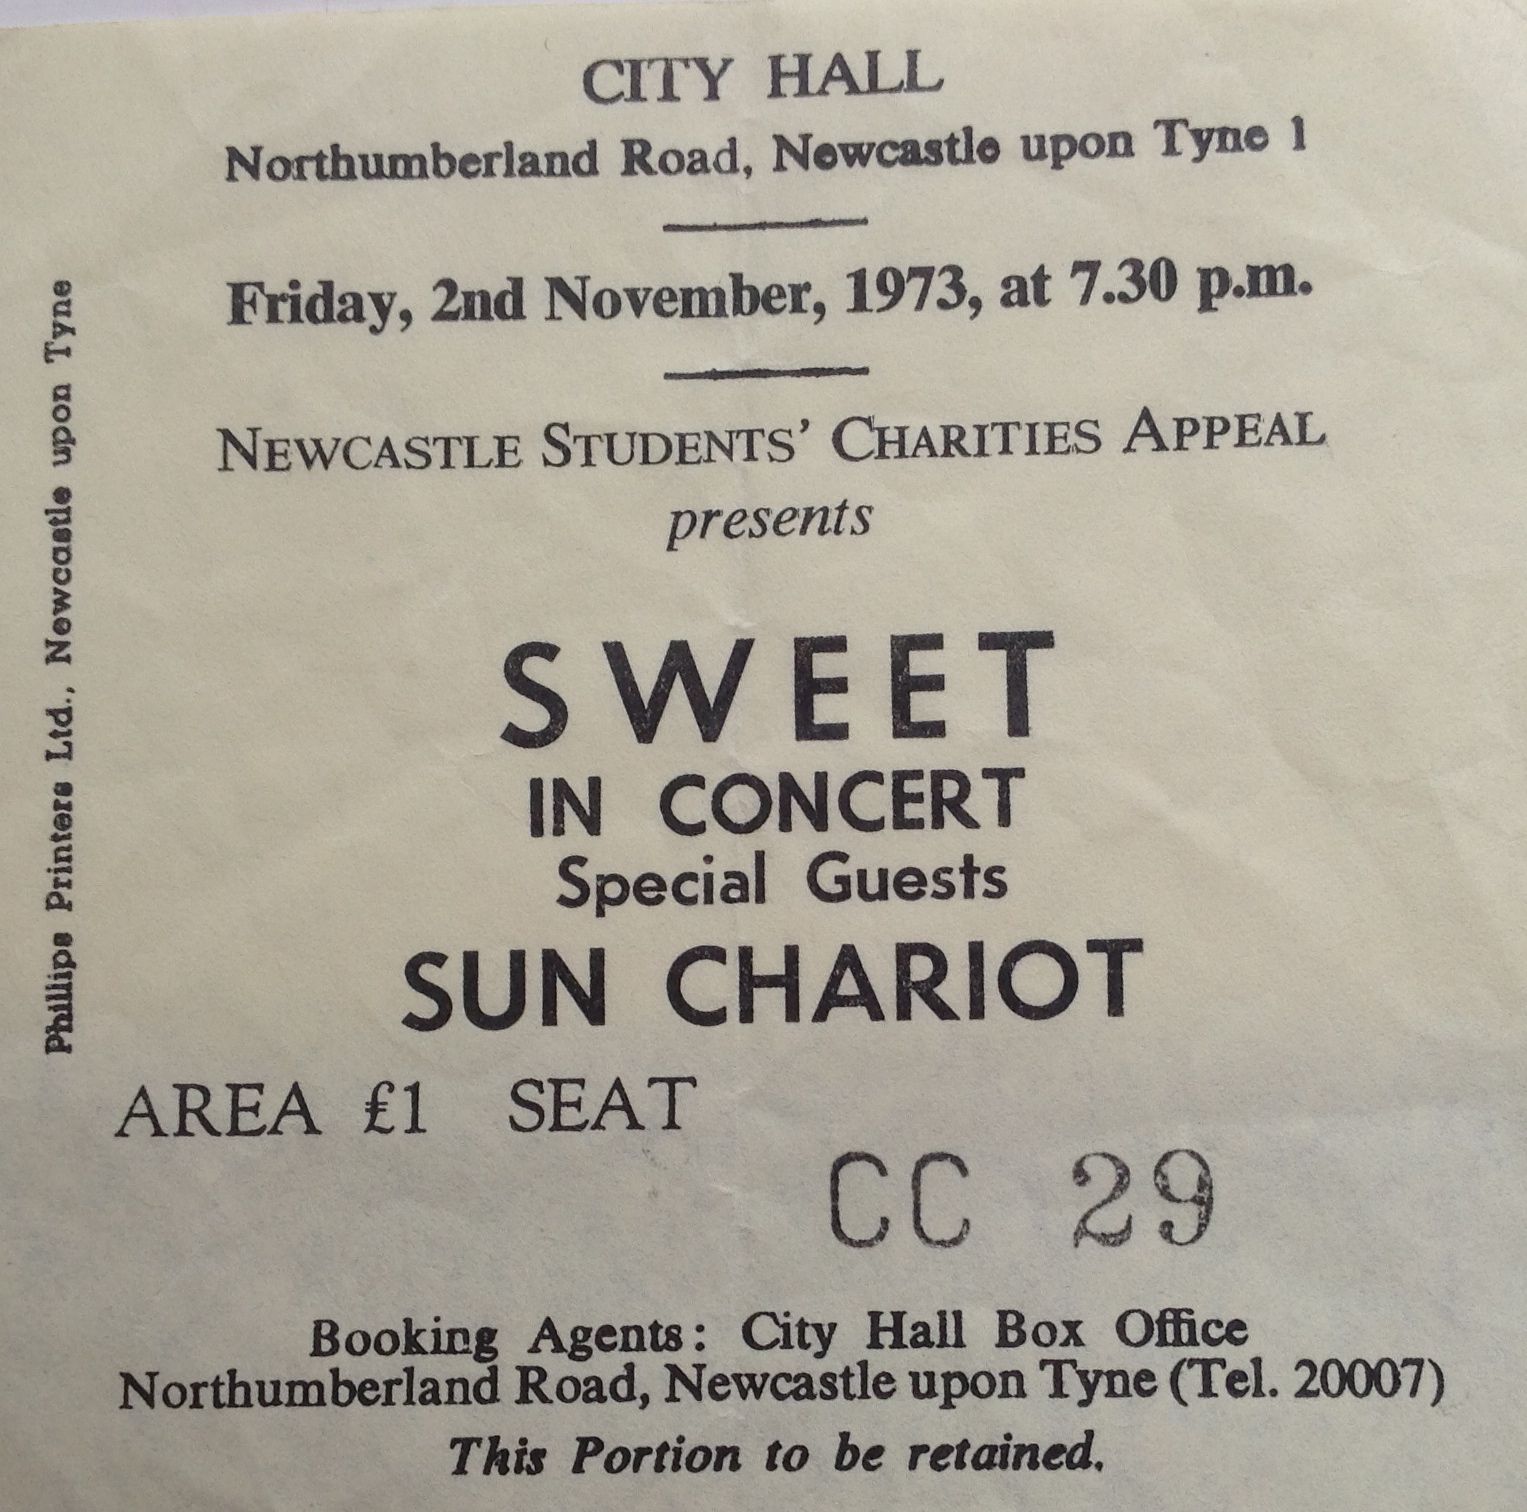 CITY HALL
Northumberland Road, Newcastle upon Tyne 1
Friday, 2nd November, 1973, at 7.30 p.m.
NEWCASTLE STUDENTS' CHARITIES APPEAL
presents
SWEET
IN CONCERT
Special Guests
SUN CHARIOT
AREA £1 SEAT
CC 29
Booking Agents: City Hall Box Office
Northumberland Road, Newcastle upon Tyne (Tel. 20007)
This Portion to be retained.
Phillips Printers Ltd., Newcastle upon Tyne